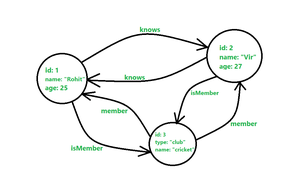 knows
id: 1
name: "Rohit"
age: 25
id: 2
name: "Vir"
age: 27
knows
isMember
member
member
isMember
id: 3
type: "club"
name: "cricket"